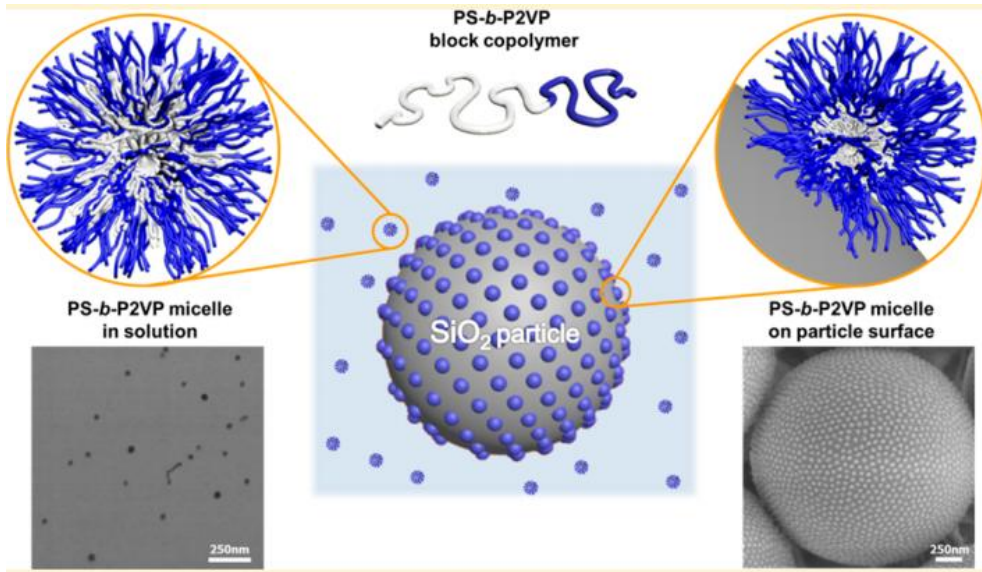 PS-b-P2VP
block copolymer
SiO₂ particle
PS-b-P2VP micelle
in solution
PS-b-P2VP micelle
on particle surface
250nm
250nm